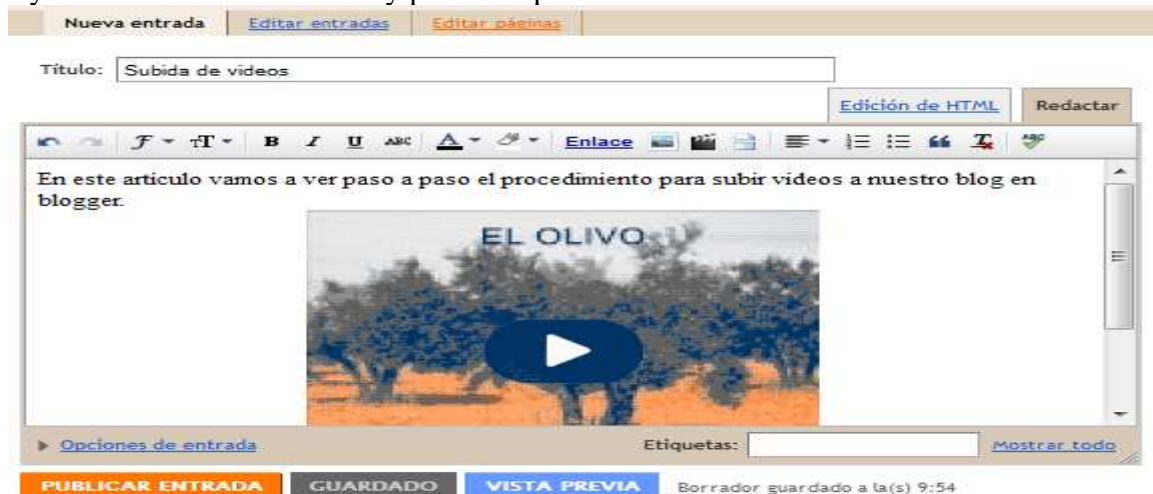 Nueva entrada Editar entradas Editar páginas
Título: Subida de videos
Edición de HTML Redactar
F T B I U ABC A Enlace ABC
En este articulo vamos a ver paso a paso el procedimiento para subir videos a nuestro blog en
blogger.
EL OLIVO
Opciones de entrada Etiquetas: Mostrar todo
PUBLICAR ENTRADA GUARDADO VISTA PREVIA Borrador guardado a la(s) 9:54